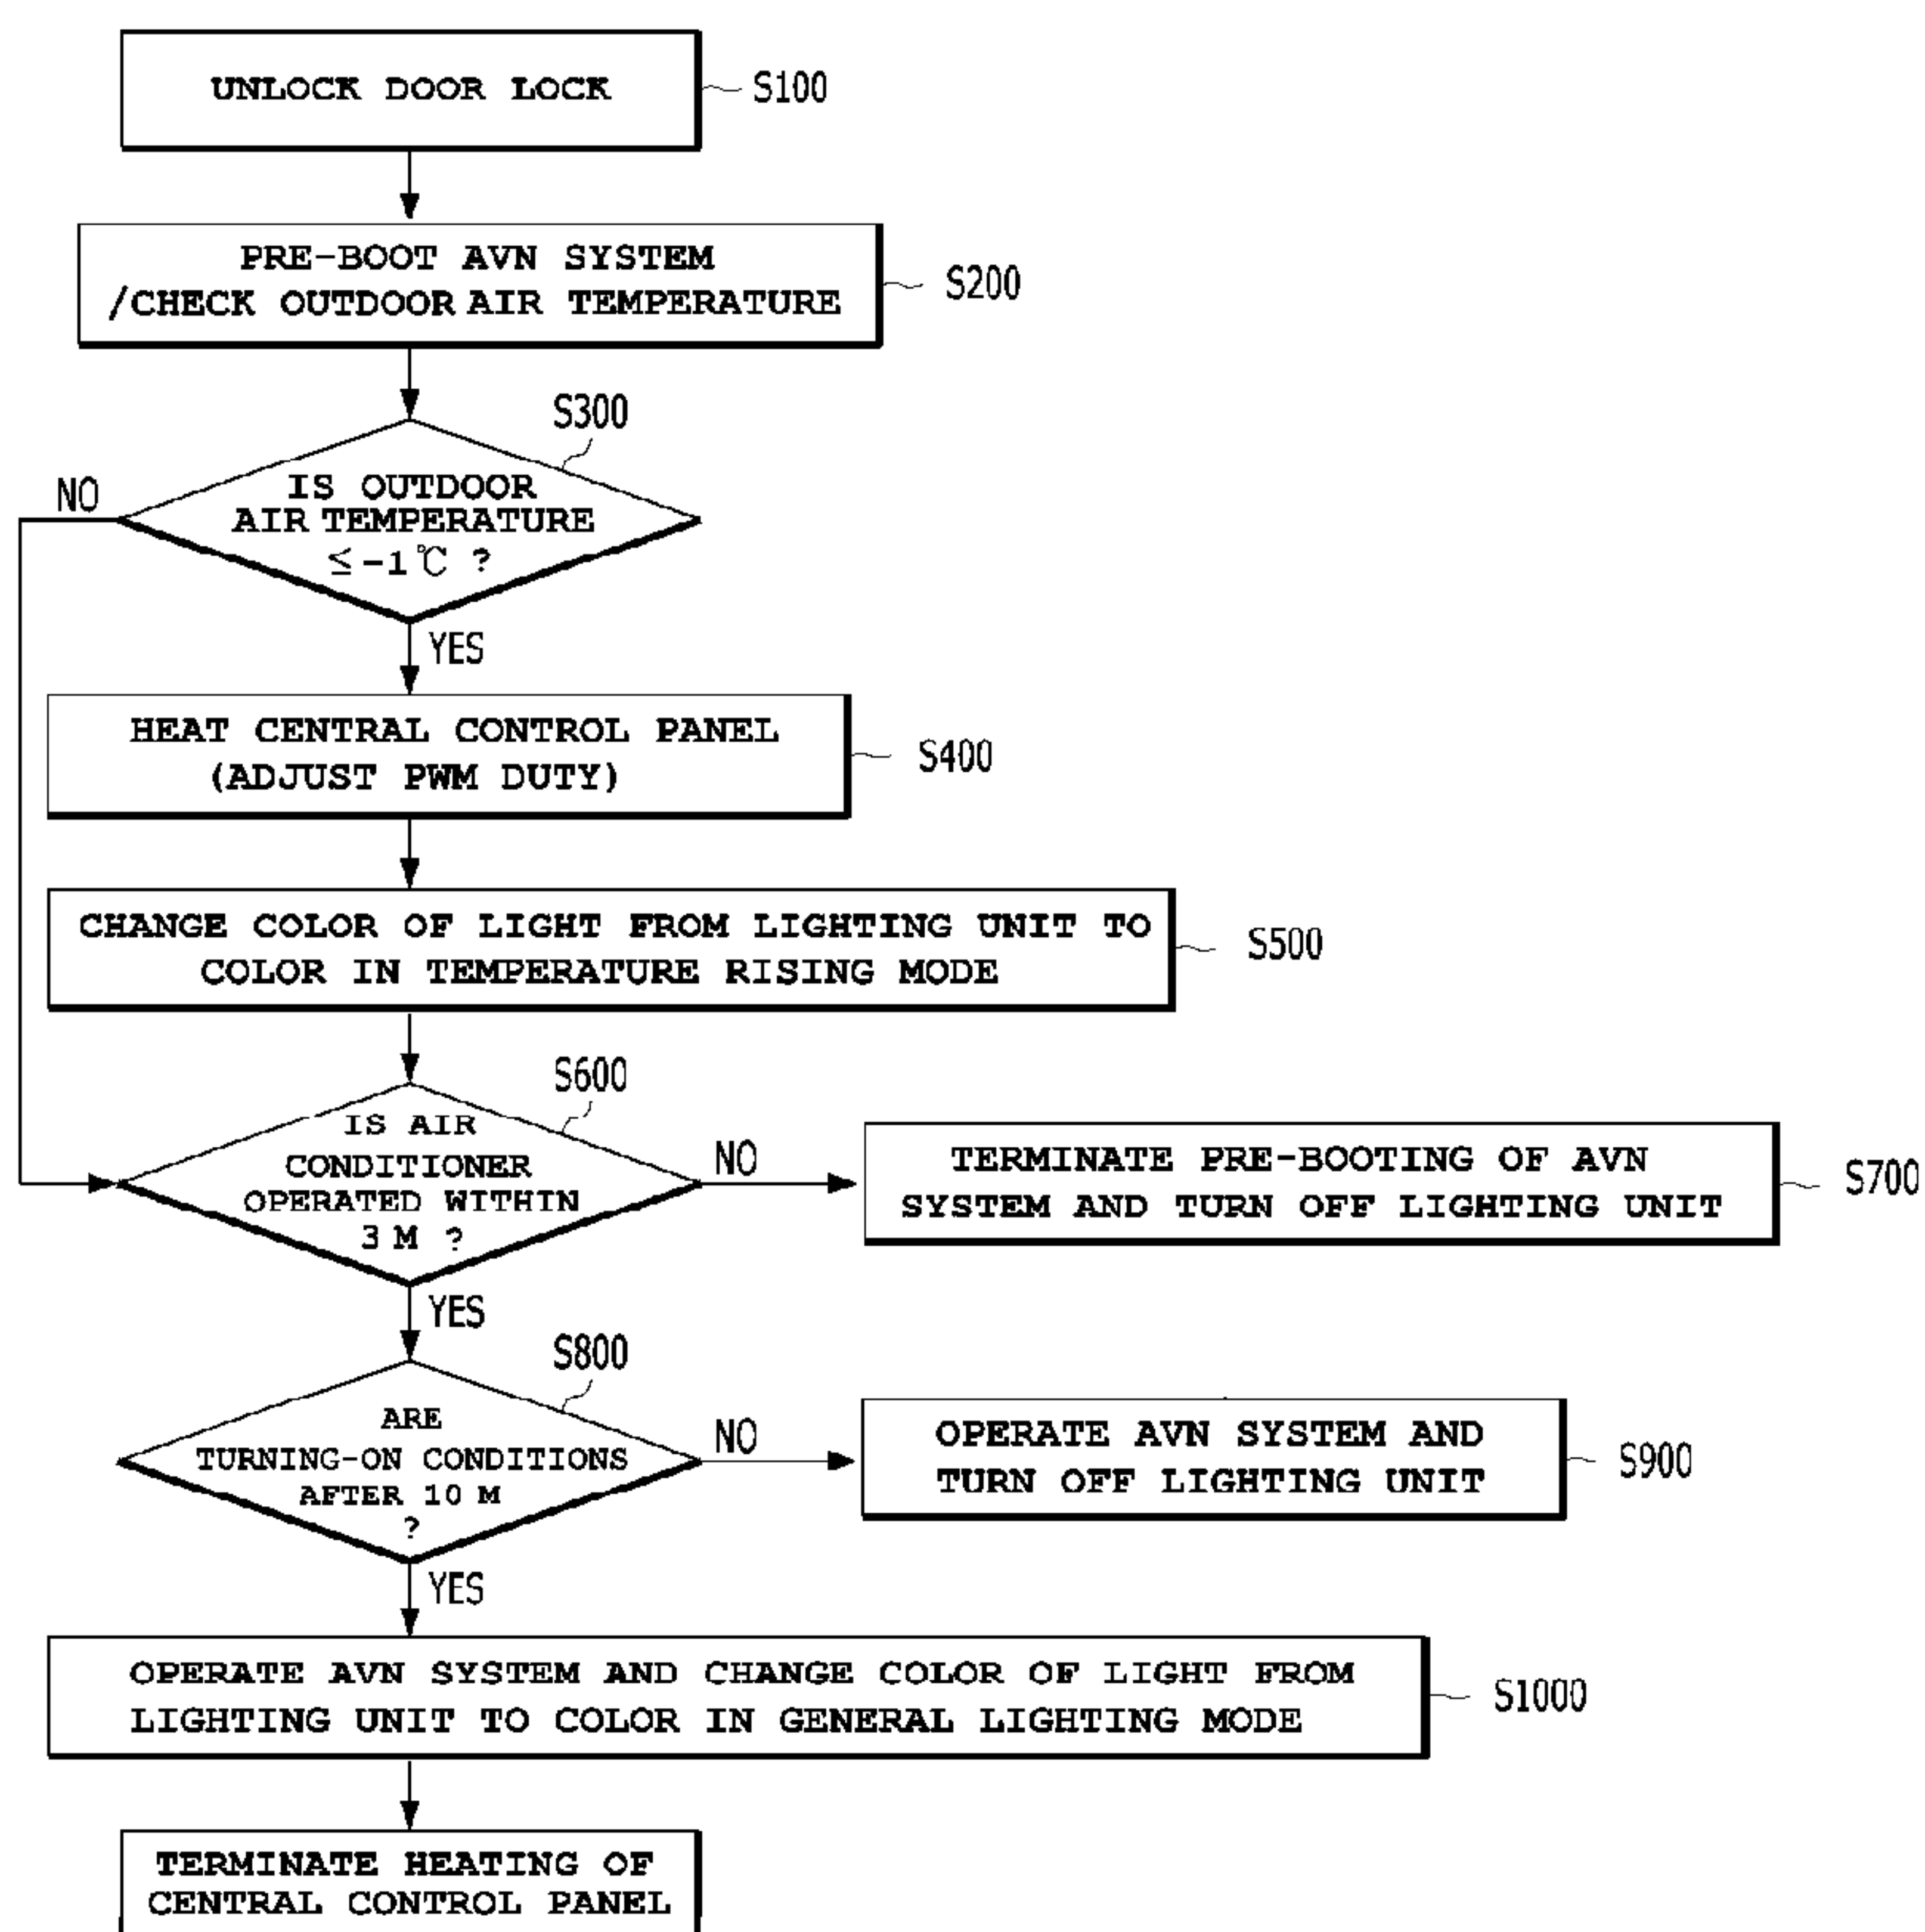 UNLOCK DOOR LOCK
S100
PRE-BOOT AVN SYSTEM
/CHECK OUTDOOR AIR TEMPERATURE
S200
S300
IS OUTDOOR
AIR TEMPERATURE
≤ -1℃ ?
NO
YES
HEAT CENTRAL CONTROL PANEL
(ADJUST PWM DUTY)
S400
CHANGE COLOR OF LIGHT FROM LIGHTING UNIT TO
COLOR IN TEMPERATURE RISING MODE
S500
S600
IS AIR
CONDITIONER
OPERATED WITHIN
3 M ?
NO
TERMINATE PRE-BOOTING OF AVN
SYSTEM AND TURN OFF LIGHTING UNIT
S700
YES
S800
ARE
TURNING-ON CONDITIONS
AFTER 10 M
?
NO
OPERATE AVN SYSTEM AND
TURN OFF LIGHTING UNIT
S900
YES
OPERATE AVN SYSTEM AND CHANGE COLOR OF LIGHT FROM
LIGHTING UNIT TO COLOR IN GENERAL LIGHTING MODE
S1000
TERMINATE HEATING OF
CENTRAL CONTROL PANEL